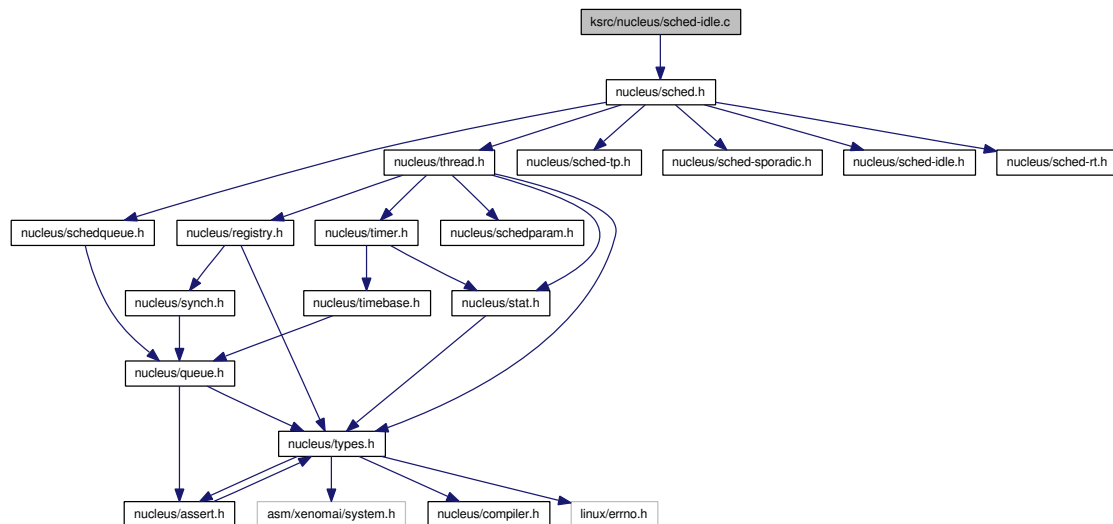 ksrc/nucleus/sched-idle.c
nucleus/sched.h
nucleus/thread.h
nucleus/sched-tp.h
nucleus/sched-sporadic.h
nucleus/sched-idle.h
nucleus/sched-rt.h
nucleus/schedqueue.h
nucleus/registry.h
nucleus/timer.h
nucleus/schedparam.h
nucleus/synch.h
nucleus/timebase.h
nucleus/stat.h
nucleus/queue.h
nucleus/types.h
nucleus/assert.h
asm/xenomai/system.h
nucleus/compiler.h
linux/errno.h